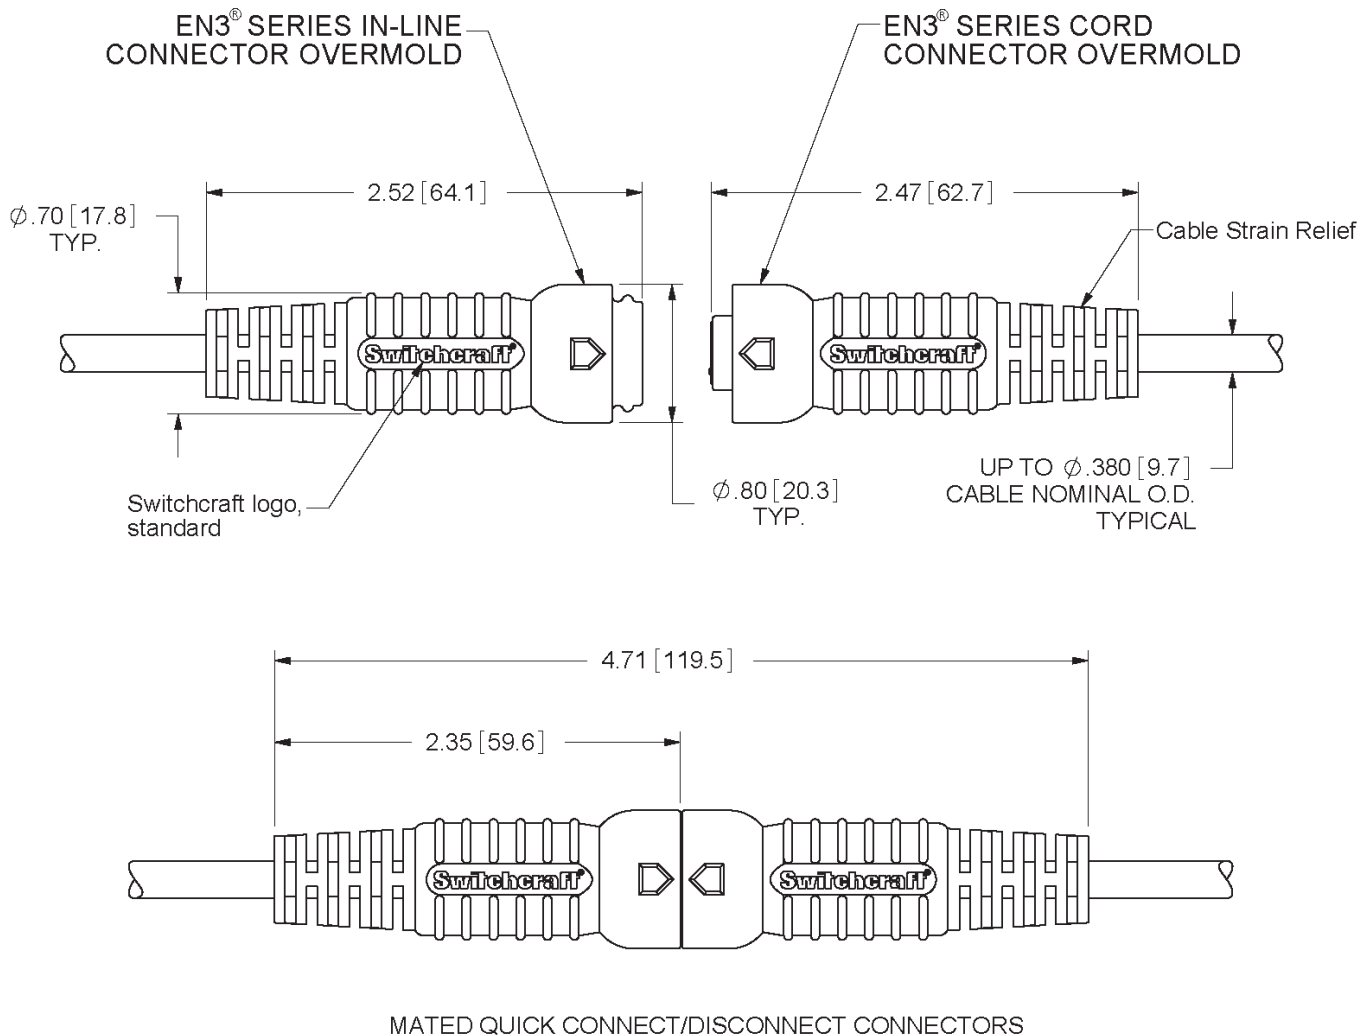 EN3® SERIES IN-LINE
CONNECTOR OVERMOLD
EN3® SERIES CORD
CONNECTOR OVERMOLD
2.52 [64.1]
2.47 [62.7]
Ø.70 [17.8]
TYP.
Cable Strain Relief
Switchcraft®
Switchcraft®
Switchcraft logo,
standard
Ø.80 [20.3]
TYP.
UP TO Ø.380 [9.7]
CABLE NOMINAL O.D.
TYPICAL
4.71 [119.5]
2.35 [59.6]
Switchcraft®
Switchcraft®
MATED QUICK CONNECT/DISCONNECT CONNECTORS